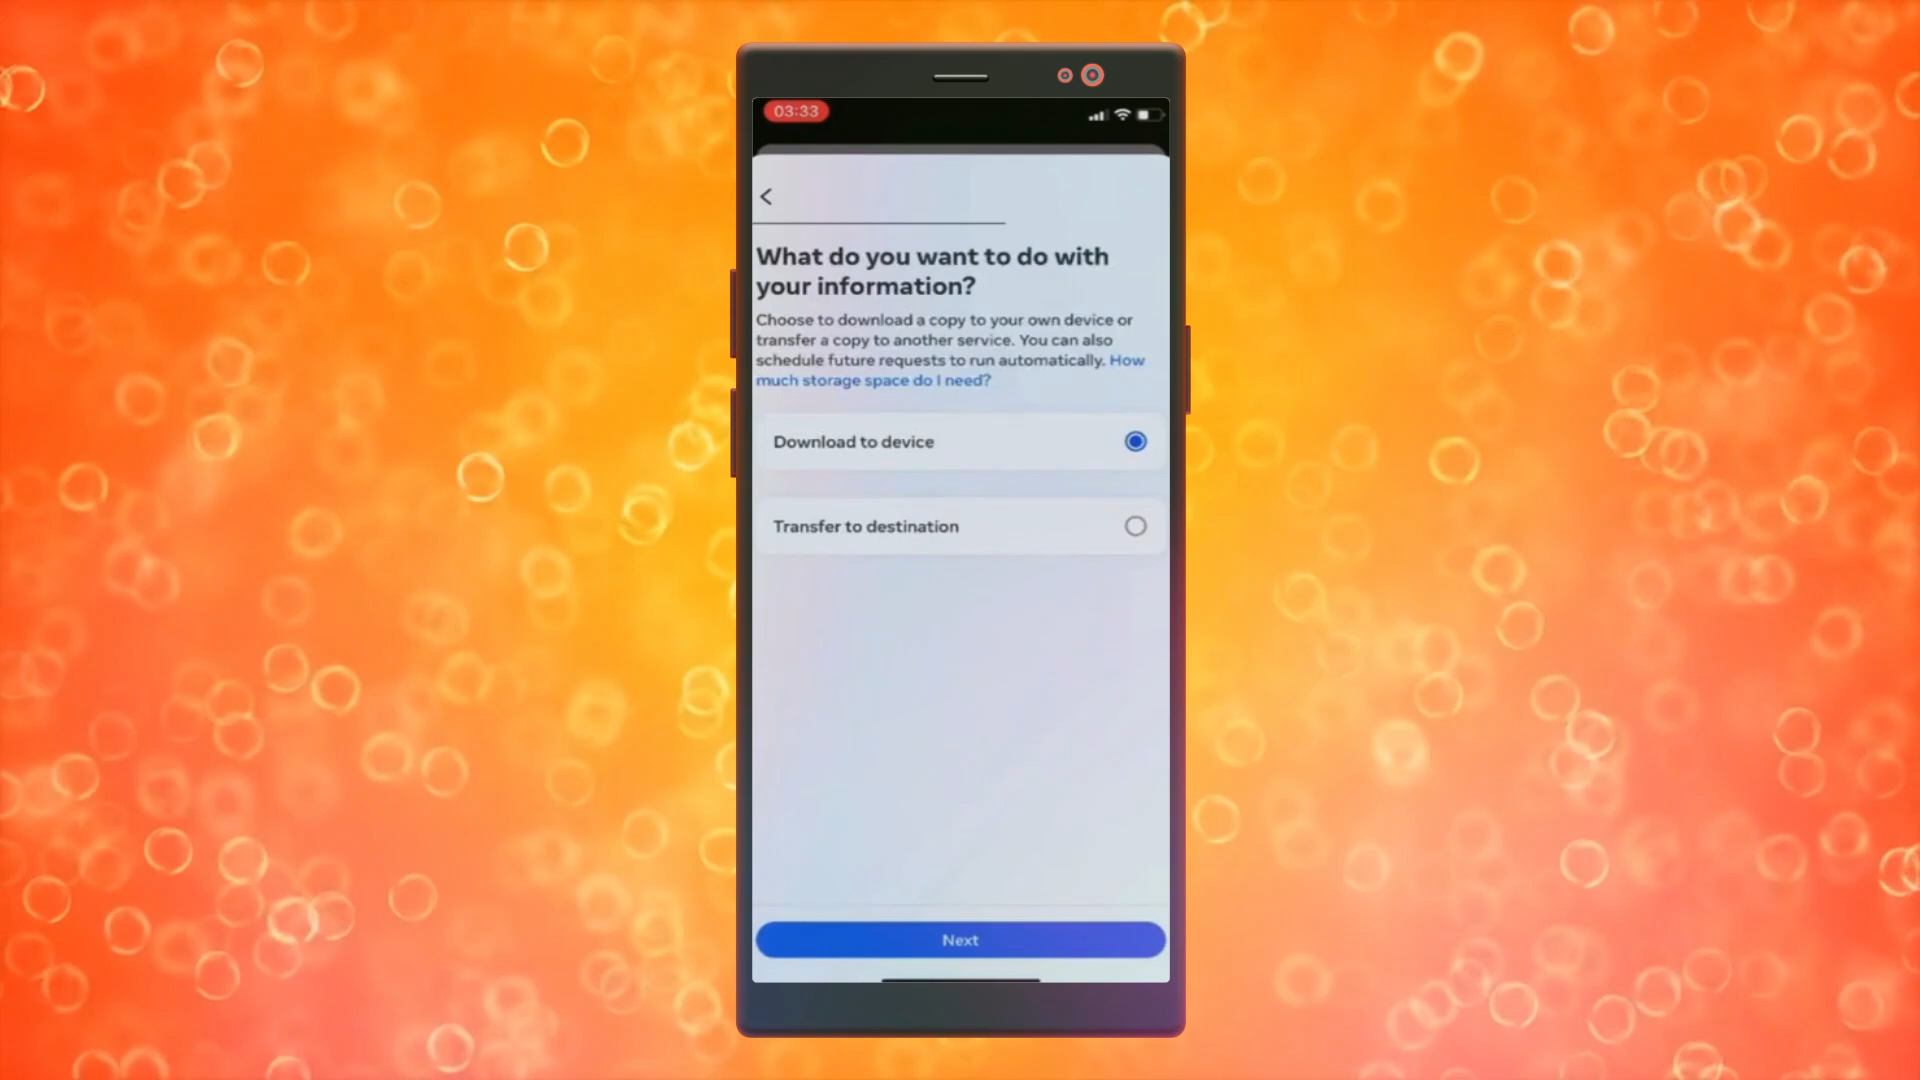 03:33
What do you want to do with
your information?
Choose to download a copy to your own device or
transfer a copy to another service. You can also
schedule future requests to run automatically. How
much storage space do I need?
Download to device
Transfer to destination
Next